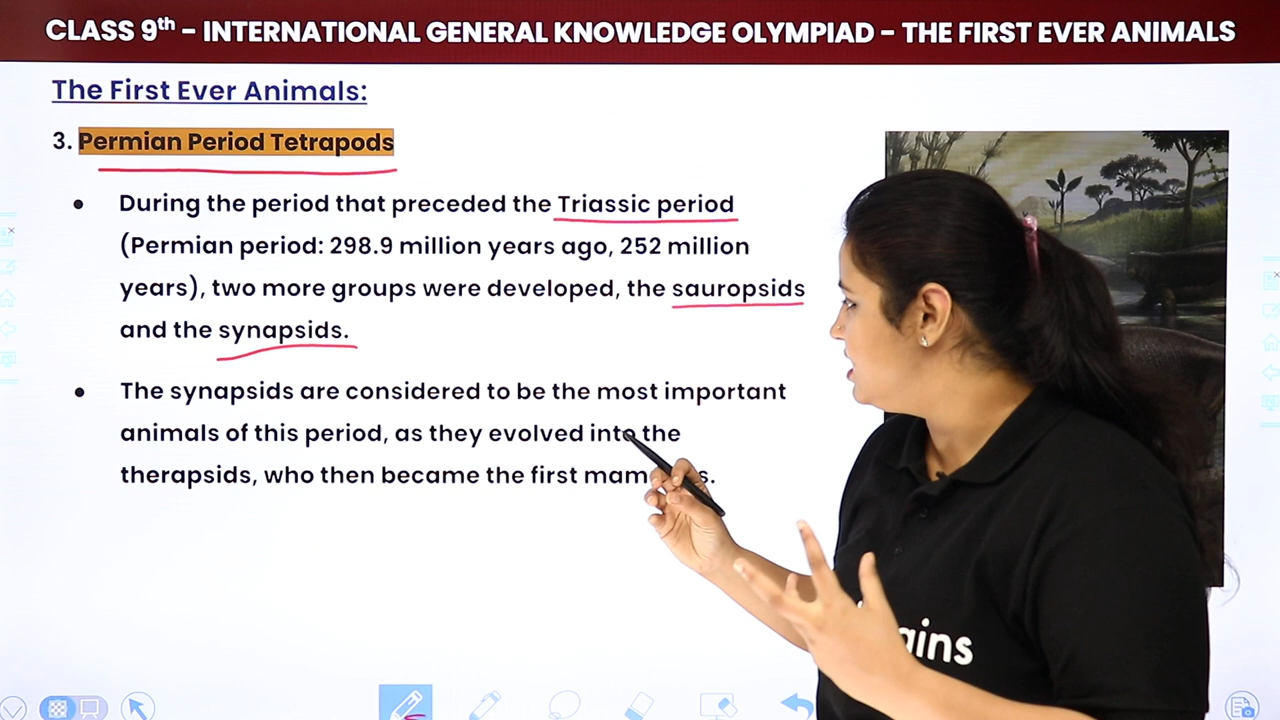 CLASS 9th – INTERNATIONAL GENERAL KNOWLEDGE OLYMPIAD – THE FIRST EVER ANIMALS
The First Ever Animals:
3. Permian Period Tetrapods
• During the period that preceded the Triassic period
(Permian period: 298.9 million years ago, 252 million
years), two more groups were developed, the sauropsids
and the synapsids.
• The synapsids are considered to be the most important
animals of this period, as they evolved into the
therapsids, who then became the first